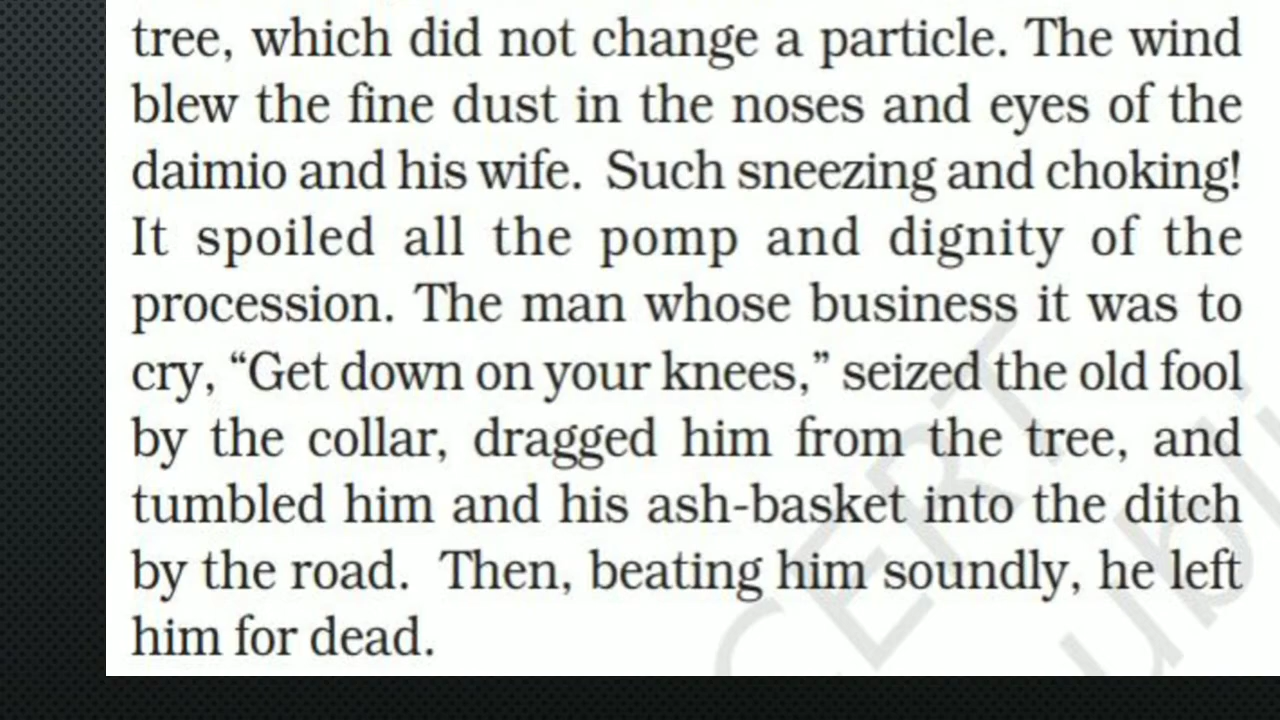 tree, which did not change a particle. The wind
blew the fine dust in the noses and eyes of the
daimio and his wife. Such sneezing and choking!
It spoiled all the pomp and dignity of the
procession. The man whose business it was to
cry, “Get down on your knees,” seized the old fool
by the collar, dragged him from the tree, and
tumbled him and his ash-basket into the ditch
by the road. Then, beating him soundly, he left
him for dead.